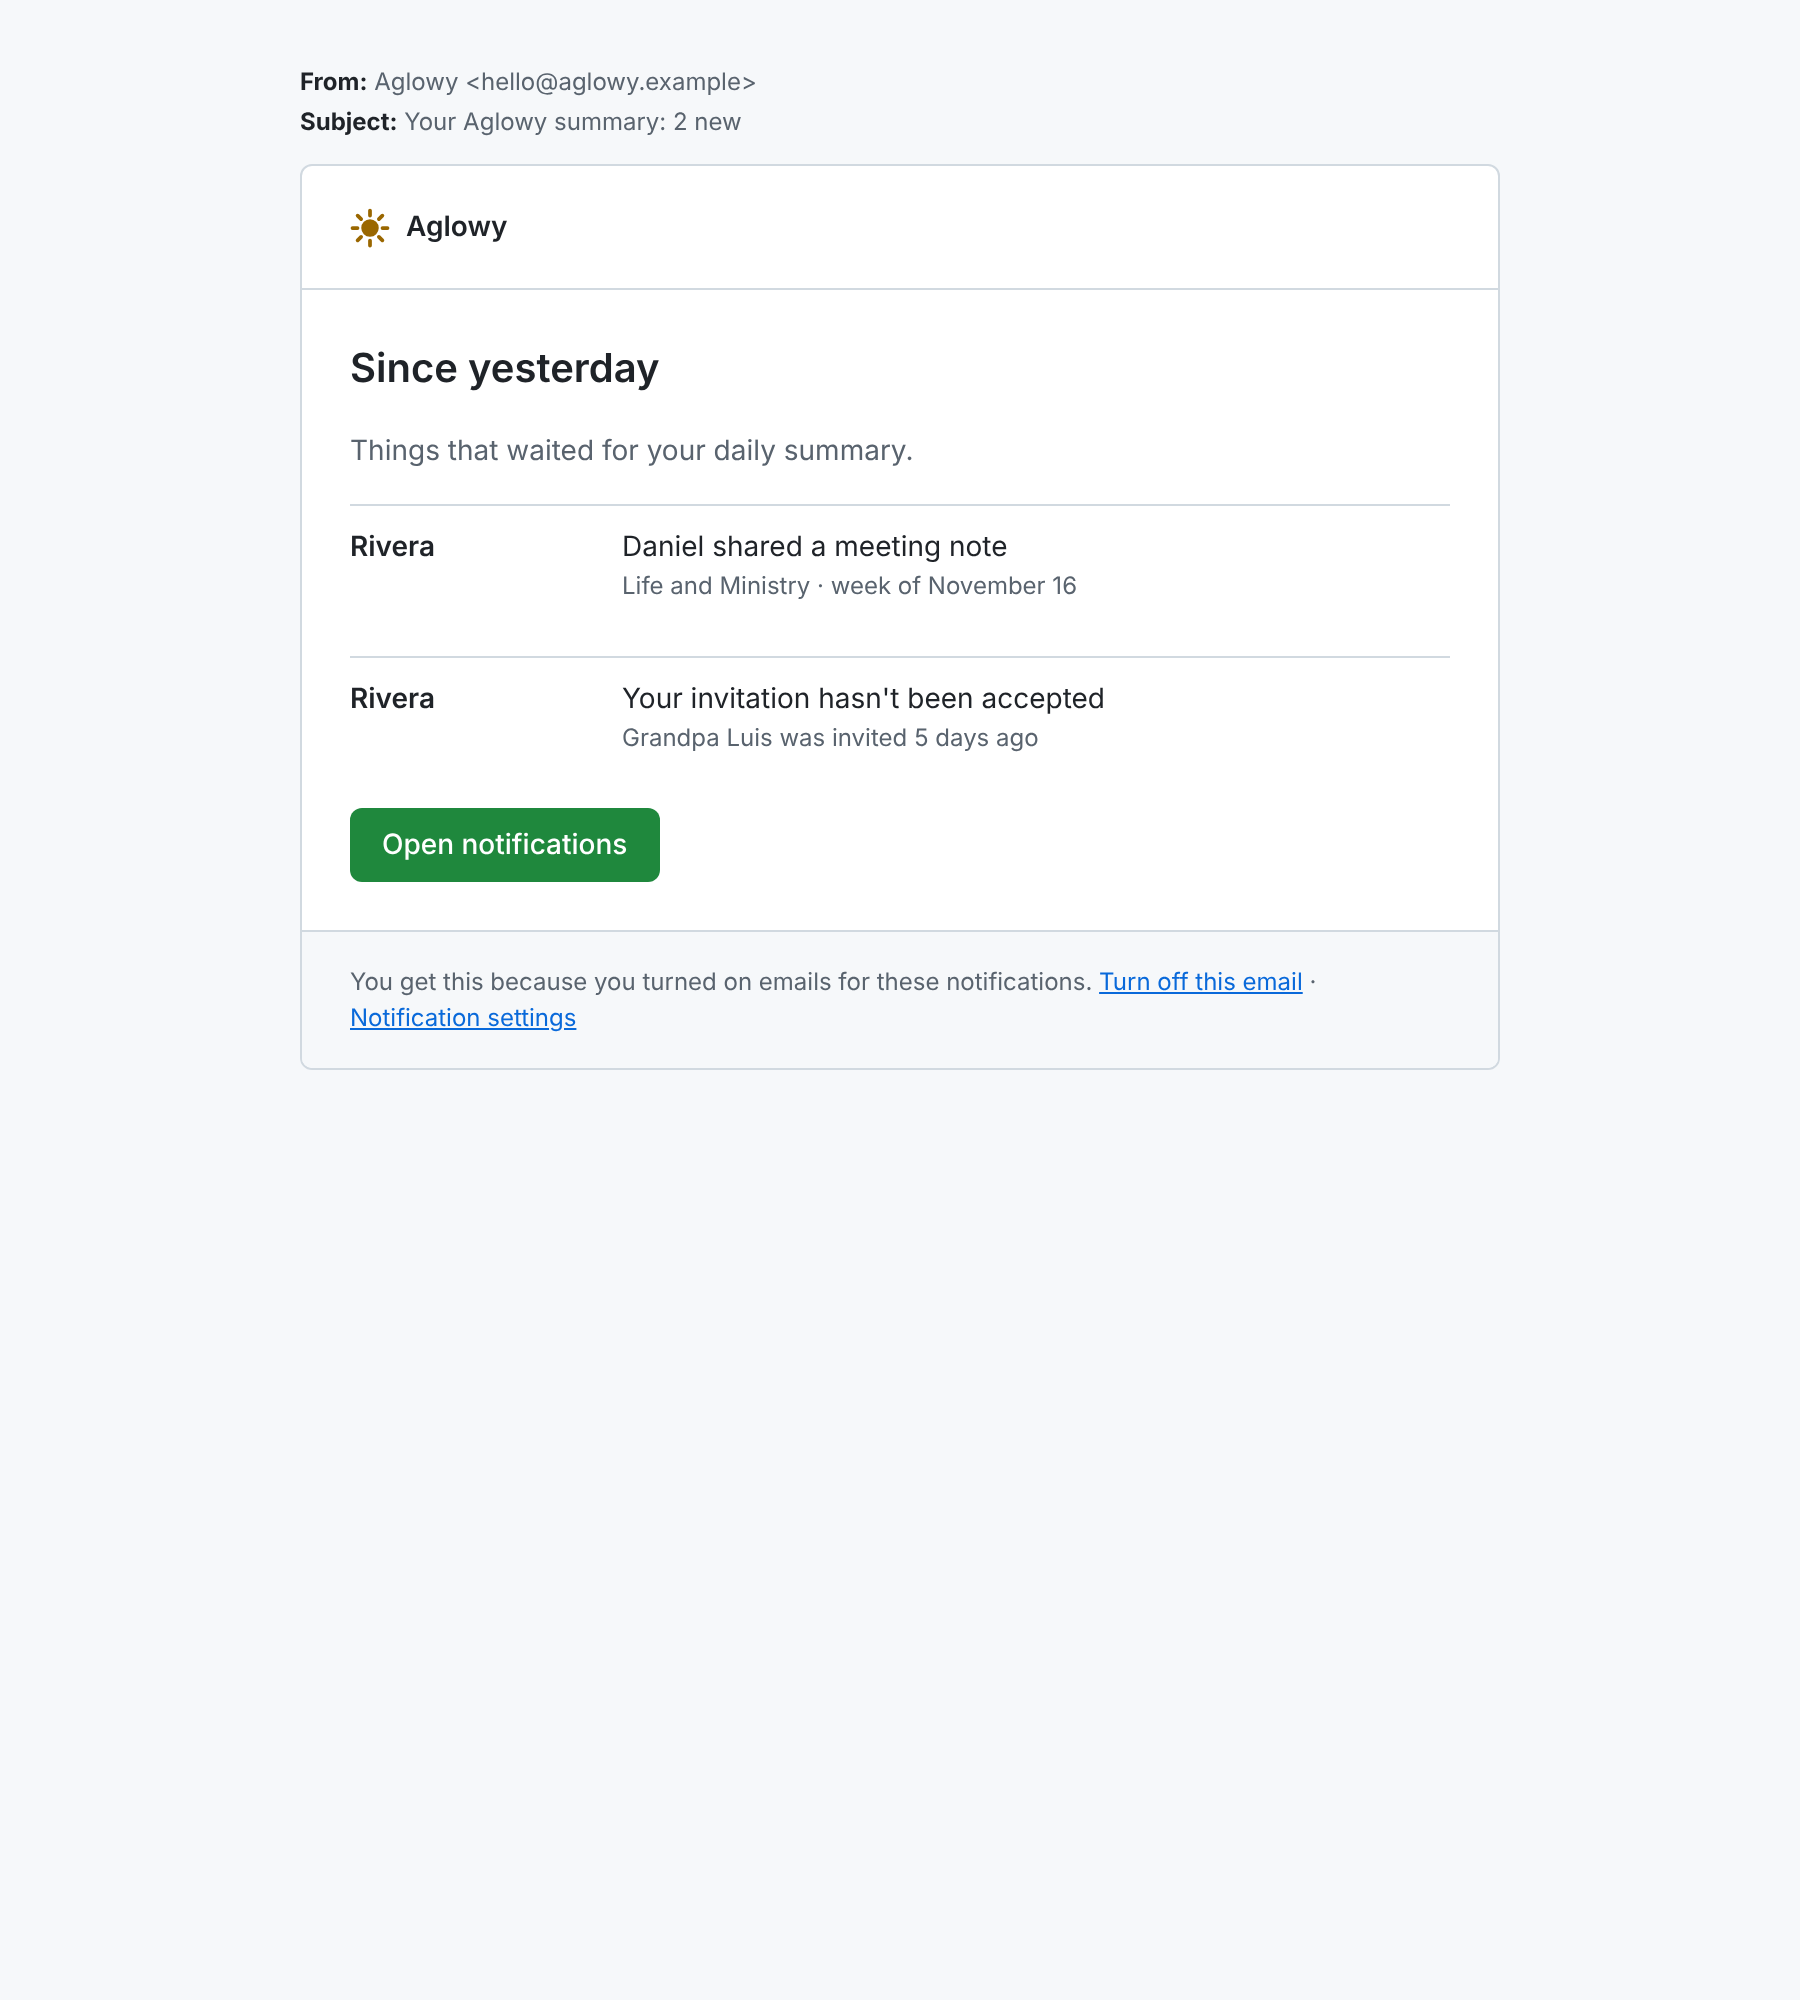 From: Aglowy <hello@aglowy.example>
Subject: Your Aglowy summary: 2 new
Aglowy
Since yesterday
Things that waited for your daily summary.
Rivera
Daniel shared a meeting note
Life and Ministry · week of November 16
Rivera
Your invitation hasn't been accepted
Grandpa Luis was invited 5 days ago
Open notifications
You get this because you turned on emails for these notifications. Turn off this email ·
Notification settings